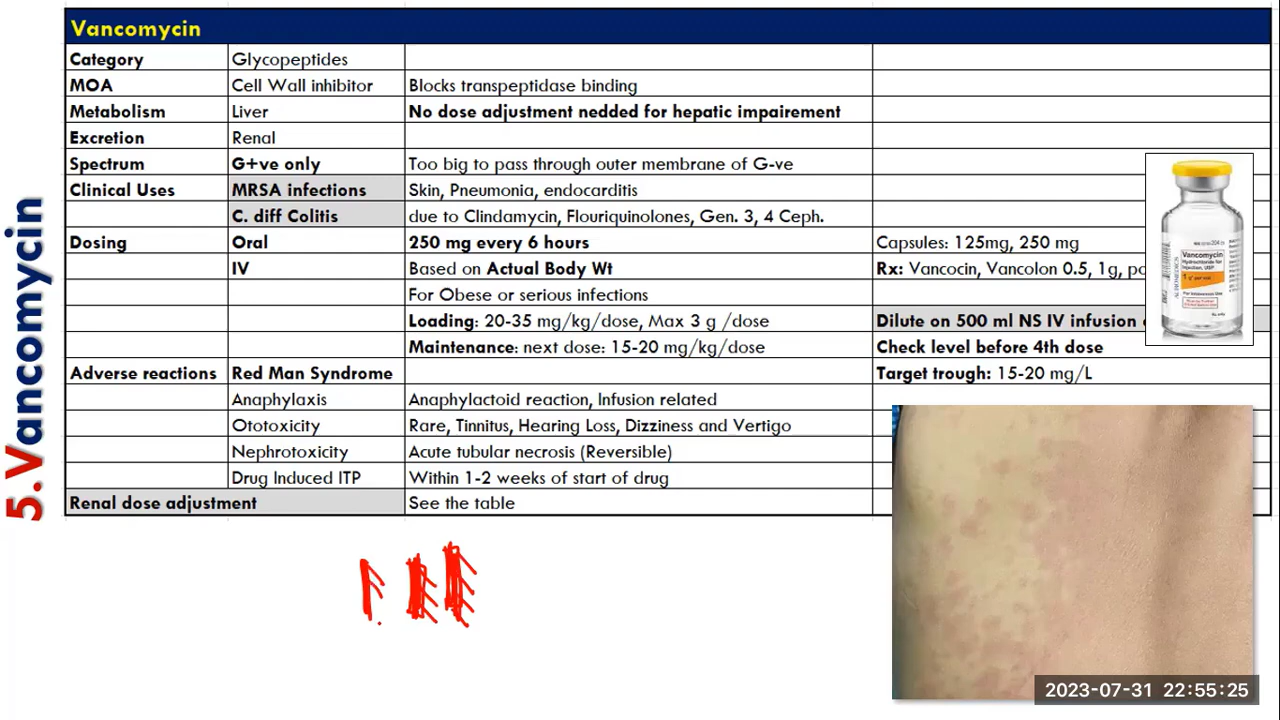 5.Vancomycin
Vancomycin
Category Glycopeptides
MOA Cell Wall inhibitor Blocks transpeptidase binding
Metabolism Liver No dose adjustment nedded for hepatic impairement
Excretion Renal
Spectrum G+ve only Too big to pass through outer membrane of G-ve
Clinical Uses MRSA infections Skin, Pneumonia, endocarditis
C. diff Colitis due to Clindamycin, Flouriquinolones, Gen. 3, 4 Ceph.
Dosing Oral 250 mg every 6 hours Capsules: 125mg, 250 mg
IV Based on Actual Body Wt Rx: Vancocin, Vancolon 0.5, 1g, po
For Obese or serious infections
Loading: 20-35 mg/kg/dose, Max 3 g /dose Dilute on 500 ml NS IV infusion
Maintenance: next dose: 15-20 mg/kg/dose Check level before 4th dose
Adverse reactions Red Man Syndrome Target trough: 15-20 mg/L
Anaphylaxis Anaphylactoid reaction, Infusion related
Ototoxicity Rare, Tinnitus, Hearing Loss, Dizziness and Vertigo
Nephrotoxicity Acute tubular necrosis (Reversible)
Drug Induced ITP Within 1-2 weeks of start of drug
Renal dose adjustment See the table
Vancomycin
Hydrochloride for
Injection, USP
2023-07-31 22:55:25